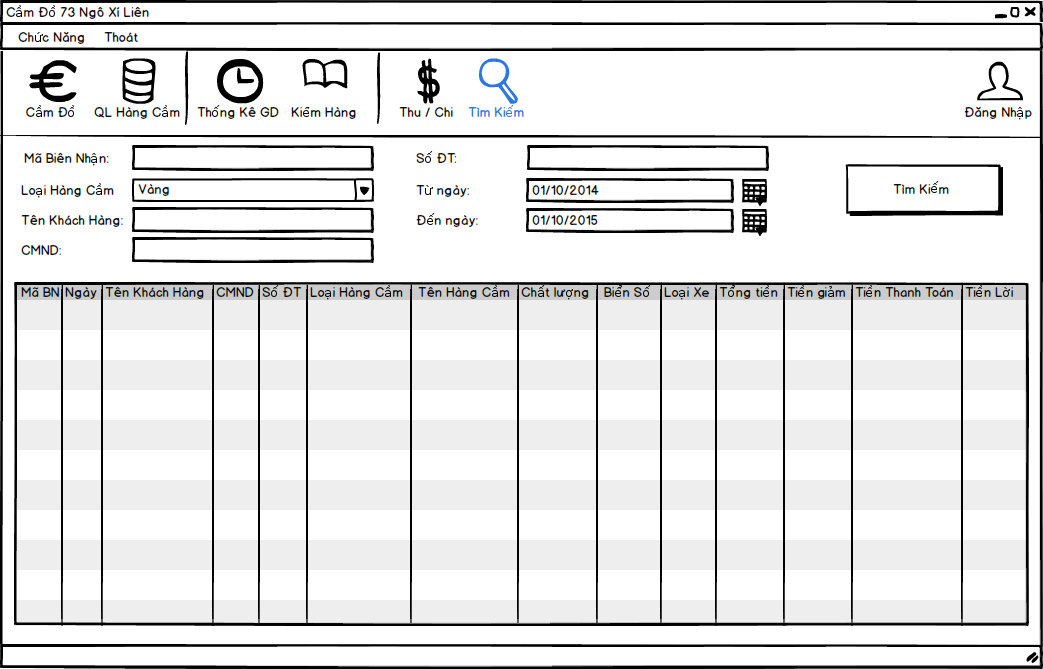 Cầm Đồ 73 Ngô Xí Liên
Chức Năng Thoát
Cầm Đồ QL Hàng Cầm Thống Kê GD Kiểm Hàng Thu / Chi Tìm Kiếm Đăng Nhập
Mã Biên Nhận: Số ĐT:
Loại Hàng Cầm Vàng Từ ngày: 01/10/2014 Tìm Kiếm
Tên Khách Hàng: Đến ngày: 01/10/2015
CMND:
Mã BN Ngày Tên Khách Hàng CMND Số ĐT Loại Hàng Cầm Tên Hàng Cầm Chất lượng Biển Số Loại Xe Tổng tiền Tiền giảm Tiền Thanh Toán Tiền Lời